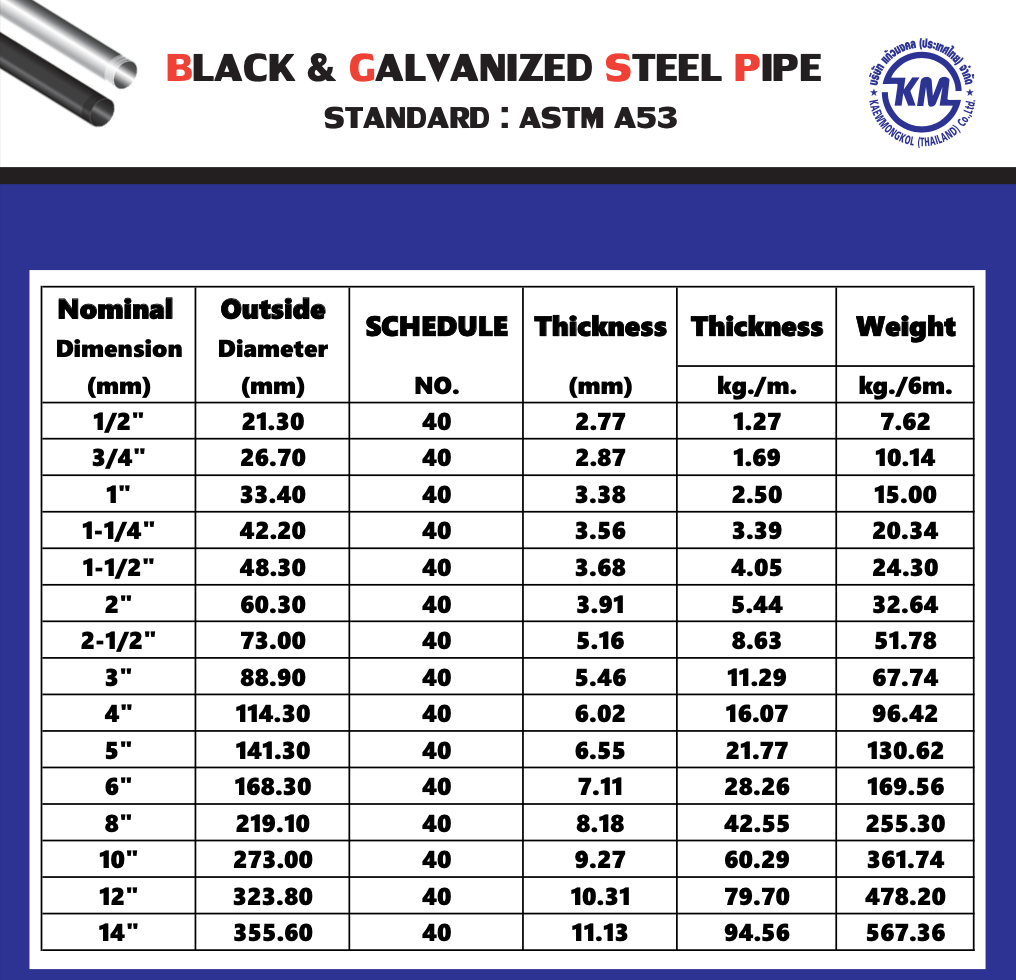 BLACK & GALVANIZED STEEL PIPE
STANDARD : ASTM A53
บริษัท แก้วมงคล (ประเทศไทย) จำกัด
KM
★ KAEWMONGKOL (THAILAND) Co.,Ltd. ★
Nominal Dimension (mm) Outside Diameter (mm) SCHEDULE NO. Thickness (mm) Thickness kg./m. Weight kg./6m.
1/2" 21.30 40 2.77 1.27 7.62
3/4" 26.70 40 2.87 1.69 10.14
1" 33.40 40 3.38 2.50 15.00
1-1/4" 42.20 40 3.56 3.39 20.34
1-1/2" 48.30 40 3.68 4.05 24.30
2" 60.30 40 3.91 5.44 32.64
2-1/2" 73.00 40 5.16 8.63 51.78
3" 88.90 40 5.46 11.29 67.74
4" 114.30 40 6.02 16.07 96.42
5" 141.30 40 6.55 21.77 130.62
6" 168.30 40 7.11 28.26 169.56
8" 219.10 40 8.18 42.55 255.30
10" 273.00 40 9.27 60.29 361.74
12" 323.80 40 10.31 79.70 478.20
14" 355.60 40 11.13 94.56 567.36